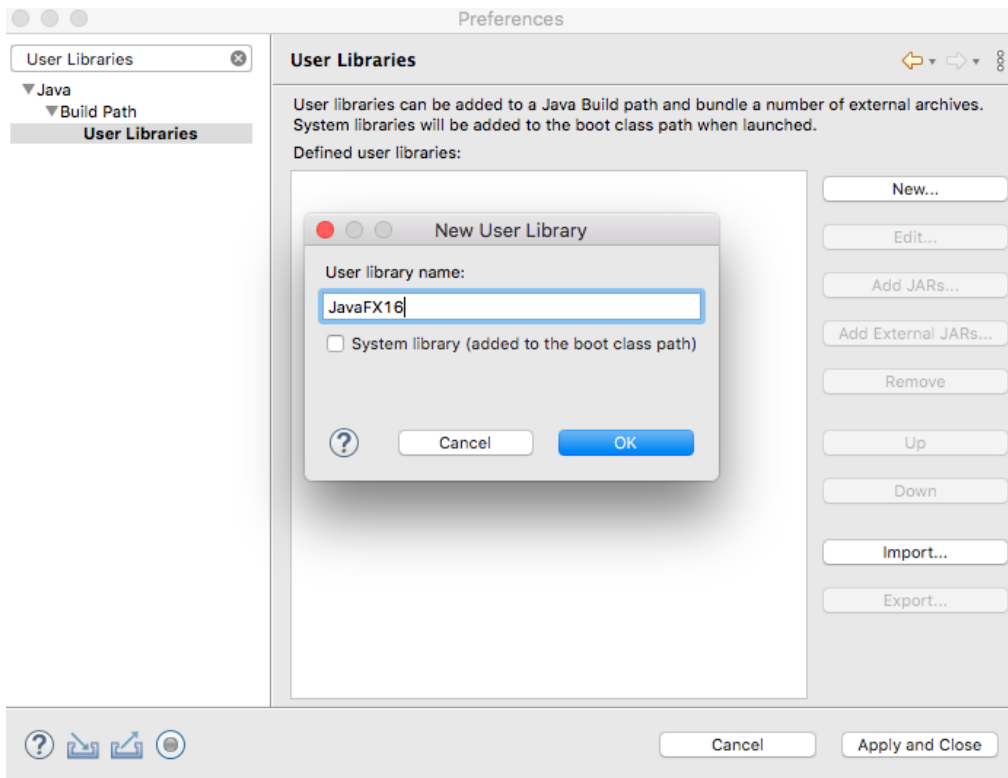 Preferences
User Libraries
Java
Build Path
User Libraries
User Libraries
User libraries can be added to a Java Build path and bundle a number of external archives.
System libraries will be added to the boot class path when launched.
Defined user libraries:
New...
Edit...
Add JARs...
Add External JARs...
Remove
Up
Down
Import...
Export...
New User Library
User library name:
JavaFX16
System library (added to the boot class path)
?
Cancel
OK
?
Cancel
Apply and Close